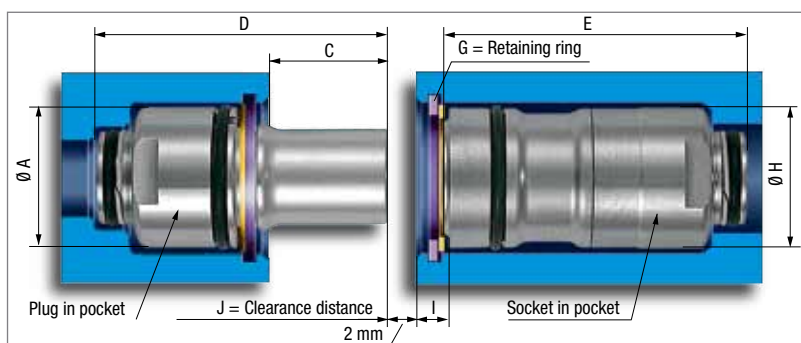 D
E
C
G = Retaining ring
Ø A
Ø H
Plug in pocket
J = Clearance distance
I
Socket in pocket
2 mm